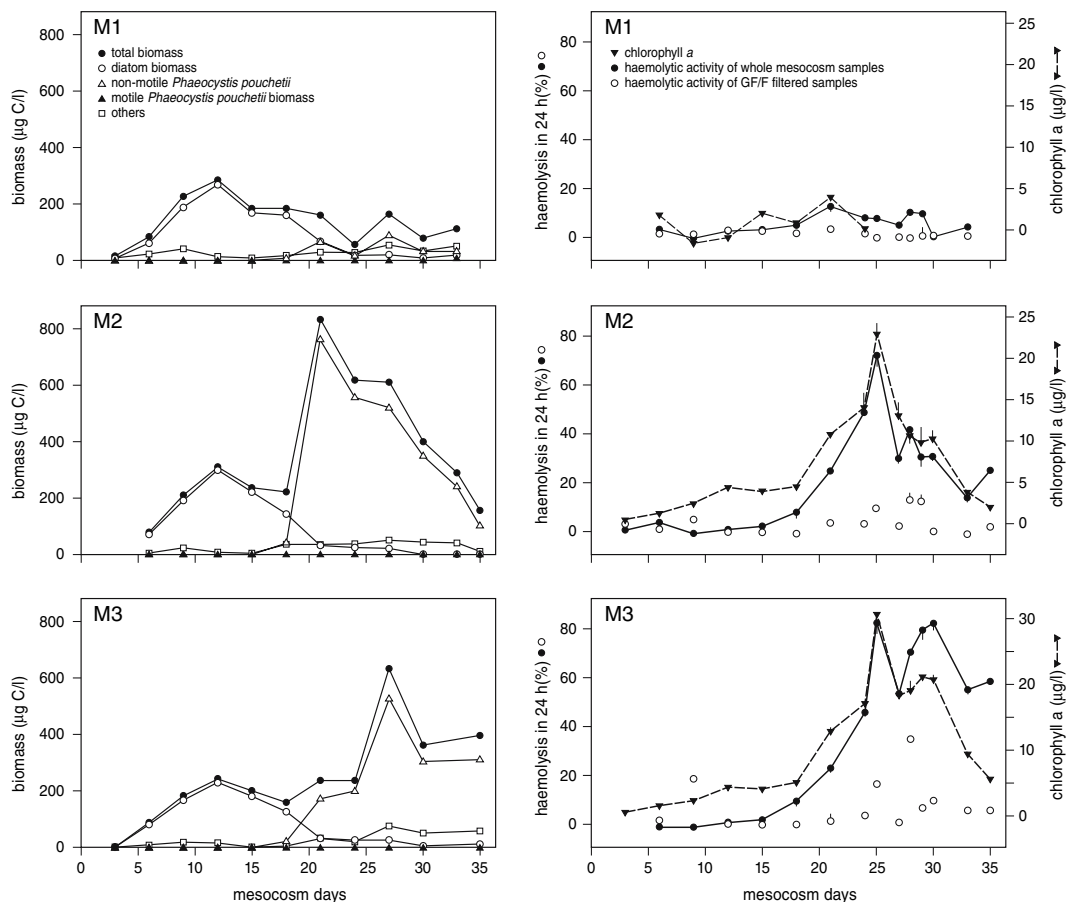 M1
800
600
400
200
0
biomass (µg C/l)
total biomass
diatom biomass
non-motile Phaeocystis pouchetii
motile Phaeocystis pouchetii biomass
others
M1
80
60
40
20
0
haemolysis in 24 h(%)
chlorophyll a
haemolytic activity of whole mesocosm samples
haemolytic activity of GF/F filtered samples
25
20
15
10
5
0
chlorophyll a (µg/l)
M2
800
600
400
200
0
biomass (µg C/l)
M2
80
60
40
20
0
haemolysis in 24 h(%)
25
20
15
10
5
0
chlorophyll a (µg/l)
M3
800
600
400
200
0
biomass (µg C/l)
0 5 10 15 20 25 30 35
mesocosm days
M3
80
60
40
20
0
haemolysis in 24 h(%)
30
20
10
0
chlorophyll a (µg/l)
0 5 10 15 20 25 30 35
mesocosm days